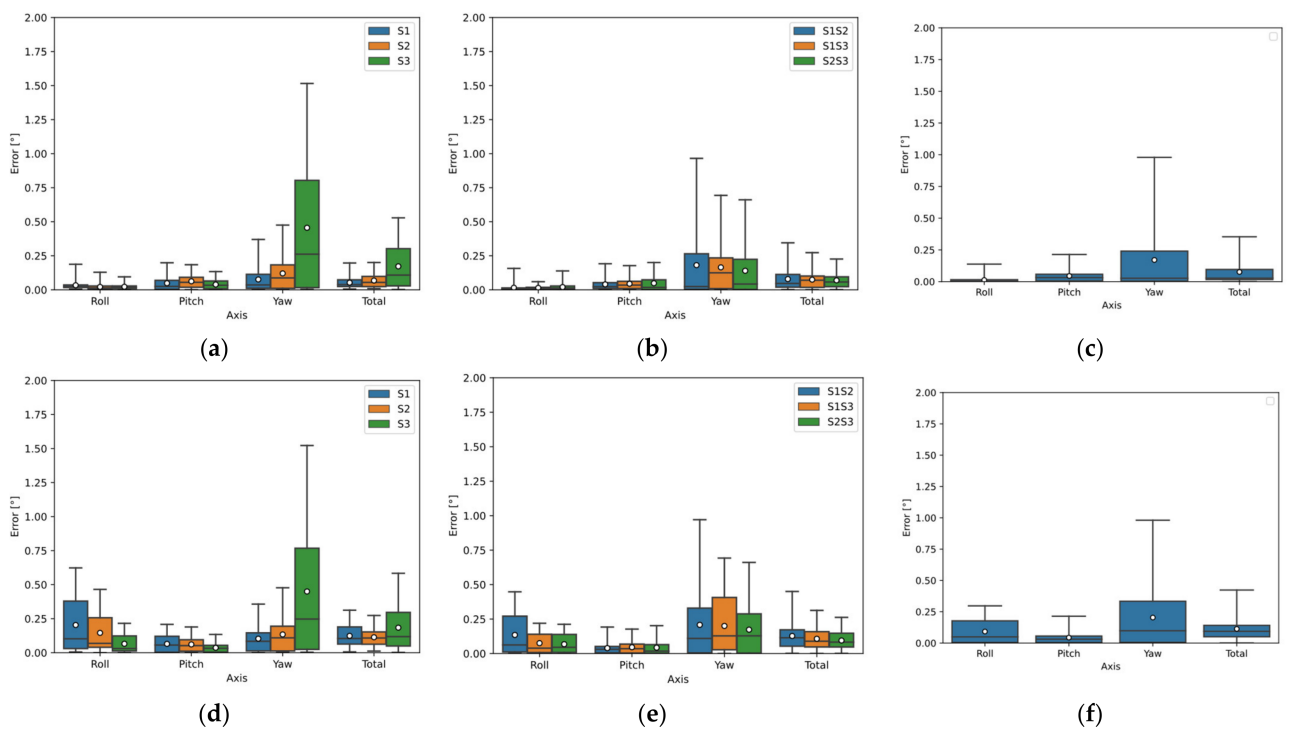 2.00
1.75
1.50
1.25
1.00
0.75
0.50
0.25
0.00
Error [°]
S1
S2
S3
Roll Pitch Yaw Total
Axis
(a)
2.00
1.75
1.50
1.25
1.00
0.75
0.50
0.25
0.00
Error [°]
S1S2
S1S3
S2S3
Roll Pitch Yaw Total
Axis
(b)
2.00
1.75
1.50
1.25
1.00
0.75
0.50
0.25
0.00
Error [°]
Roll Pitch Yaw Total
Axis
(c)
2.00
1.75
1.50
1.25
1.00
0.75
0.50
0.25
0.00
Error [°]
S1
S2
S3
Roll Pitch Yaw Total
Axis
(d)
2.00
1.75
1.50
1.25
1.00
0.75
0.50
0.25
0.00
Error [°]
S1S2
S1S3
S2S3
Roll Pitch Yaw Total
Axis
(e)
2.00
1.75
1.50
1.25
1.00
0.75
0.50
0.25
0.00
Error [°]
Roll Pitch Yaw Total
Axis
(f)